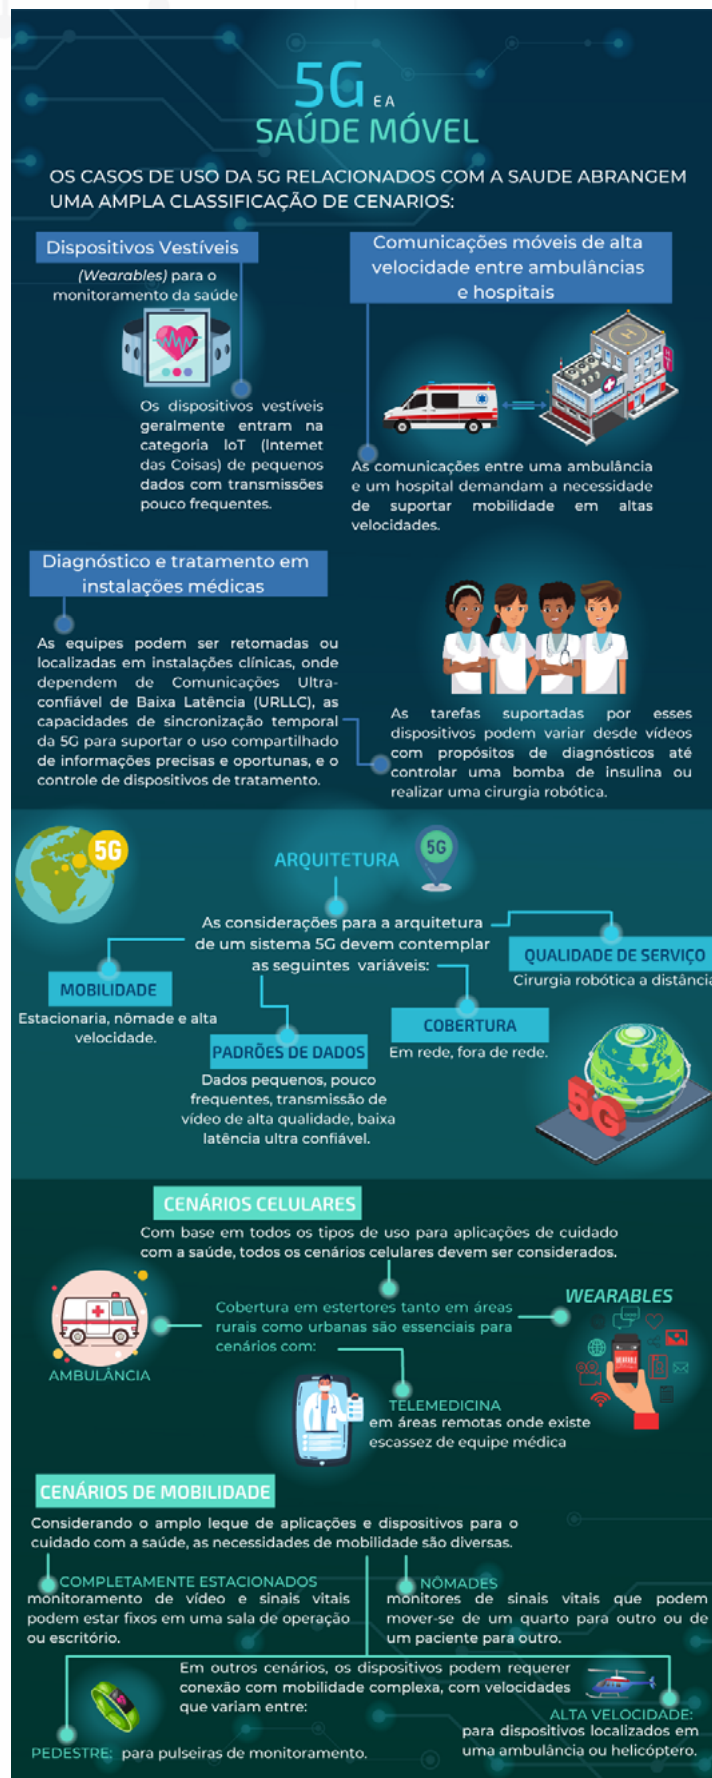 5G E A
SAÚDE MÓVEL
OS CASOS DE USO DA 5G RELACIONADOS COM A SAUDE ABRANGEM
UMA AMPLA CLASSIFICAÇÃO DE CENARIOS:
Dispositivos Vestíveis
(Wearables) para o
monitoramento da saúde
Os dispositivos vestíveis
geralmente entram na
categoria IoT (Intemet
das Coisas) de pequenos
dados com transmissões
pouco frequentes.
Comunicações móveis de alta
velocidade entre ambulâncias
e hospitais
As comunicações entre uma ambulância
e um hospital demandam a necessidade
de suportar mobilidade em altas
velocidades.
Diagnóstico e tratamento em
instalações médicas
As equipes podem ser retomadas ou
localizadas em instalações clínicas, onde
dependem de Comunicações Ultra-
confiável de Baixa Latência (URLLC), as
capacidades de sincronização temporal
da 5G para suportar o uso compartilhado
de informações precisas e oportunas, e o
controle de dispositivos de tratamento.
As tarefas suportadas por esses
dispositivos podem variar desde vídeos
com propósitos de diagnósticos até
controlar uma bomba de insulina ou
realizar uma cirurgia robótica.
5G
ARQUITETURA
5G
As considerações para a arquitetura
de um sistema 5G devem contemplar
as seguintes variáveis:
MOBILIDADE
Estacionaria, nômade e alta
velocidade.
PADRÕES DE DADOS
Dados pequenos, pouco
frequentes, transmissão de
vídeo de alta qualidade, baixa
latência ultra confiável.
COBERTURA
Em rede, fora de rede.
QUALIDADE DE SERVIÇO
Cirurgia robótica a distância
5G
CENÁRIOS CELULARES
Com base em todos os tipos de uso para aplicações de cuidado
com a saúde, todos os cenários celulares devem ser considerados.
Cobertura em estertores tanto em áreas
rurais como urbanas são essenciais para
cenários com:
AMBULÂNCIA
WEARABLES
TELEMEDICINA
em áreas remotas onde existe
escassez de equipe médica
CENÁRIOS DE MOBILIDADE
Considerando o amplo leque de aplicações e dispositivos para o
cuidado com a saúde, as necessidades de mobilidade são diversas.
COMPLETAMENTE ESTACIONADOS
monitoramento de vídeo e sinais vitais
podem estar fixos em uma sala de operação
ou escritório.
NÔMADES
monitores de sinais vitais que podem
mover-se de um quarto para outro ou de
um paciente para outro.
Em outros cenários, os dispositivos podem requerer
conexão com mobilidade complexa, com velocidades
que variam entre:
PEDESTRE: para pulseiras de monitoramento.
ALTA VELOCIDADE:
para dispositivos localizados em
uma ambulância ou helicóptero.